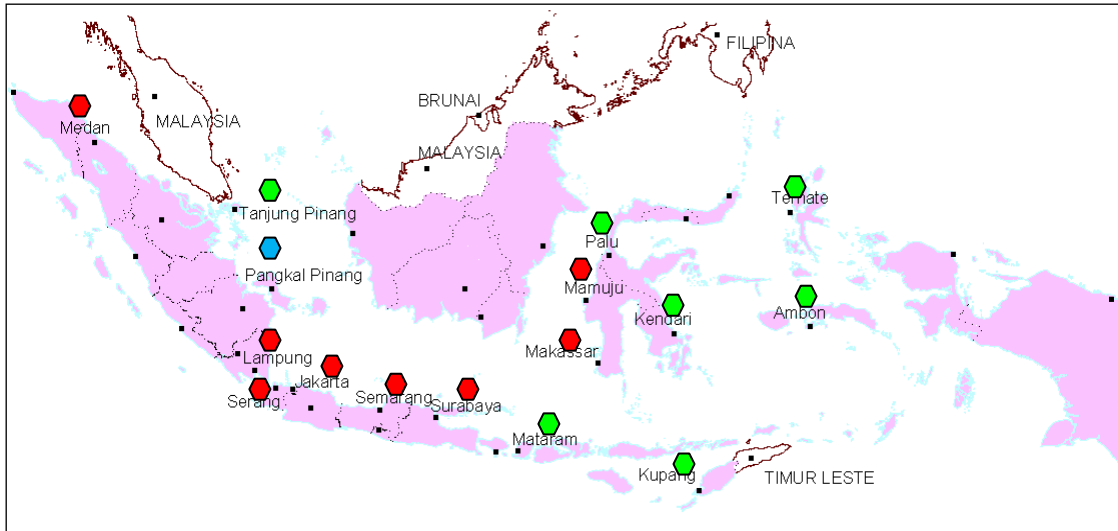 FILIPINA
BRUNAI
MALAYSIA
Medan
MALAYSIA
Ternate
Tanjung Pinang
Palu
Pangkal Pinang
Mamuju
Kendari
Ambon
Makassar
Lampung
Jakarta
Serang
Semarang
Surabaya
Mataram
Kupang
TIMUR LESTE